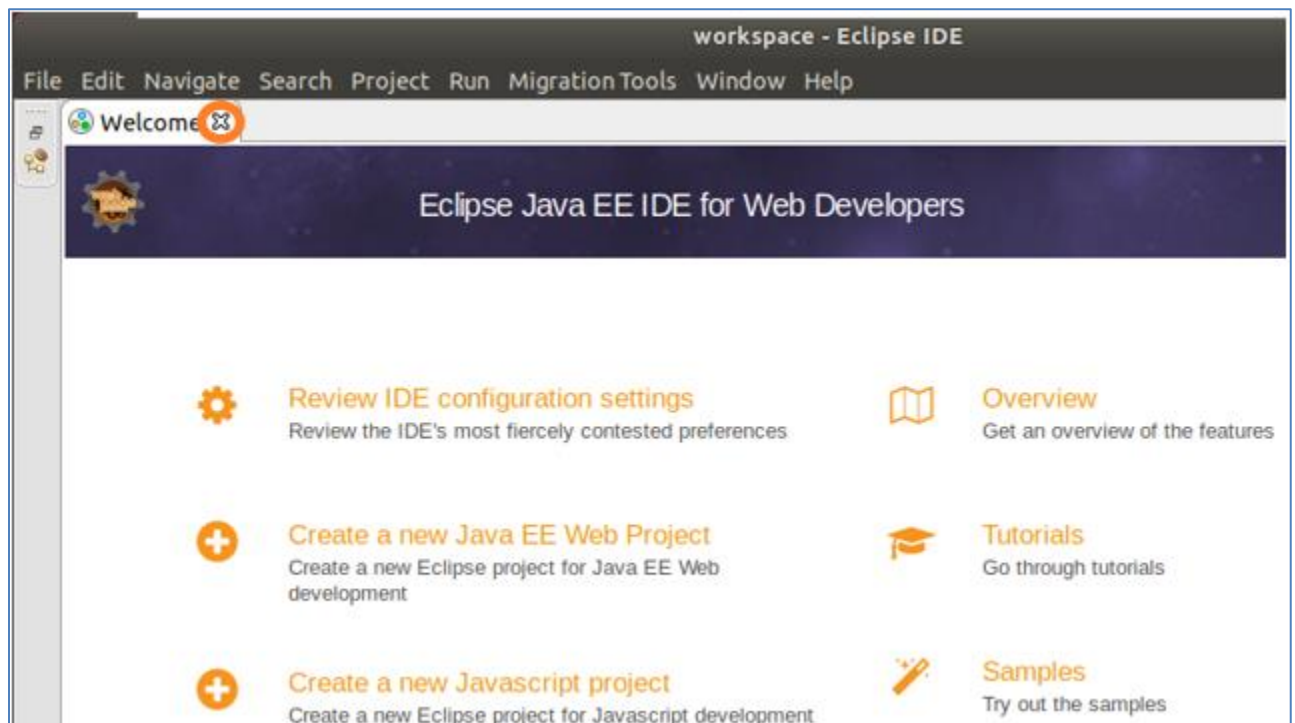 workspace - Eclipse IDE
File Edit Navigate Search Project Run Migration Tools Window Help
Welcome
Eclipse Java EE IDE for Web Developers
Review IDE configuration settings
Review the IDE's most fiercely contested preferences
Overview
Get an overview of the features
Create a new Java EE Web Project
Create a new Eclipse project for Java EE Web
development
Tutorials
Go through tutorials
Create a new Javascript project
Create a new Eclipse project for Javascript development
Samples
Try out the samples